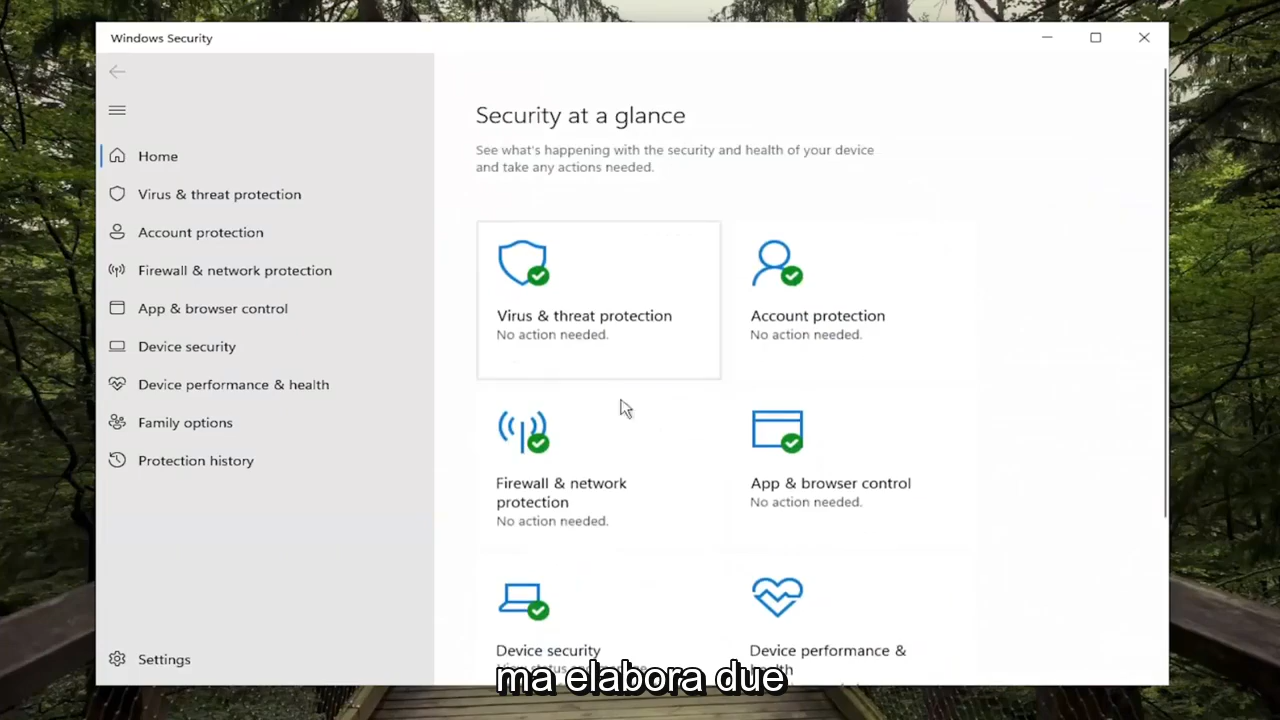 Windows Security
Home
Virus & threat protection
Account protection
Firewall & network protection
App & browser control
Device security
Device performance & health
Family options
Protection history
Settings
Security at a glance
See what's happening with the security and health of your device
and take any actions needed.
Virus & threat protection
No action needed.
Account protection
No action needed.
Firewall & network
protection
No action needed.
App & browser control
No action needed.
Device security
Device performance &
health
ma elabora due